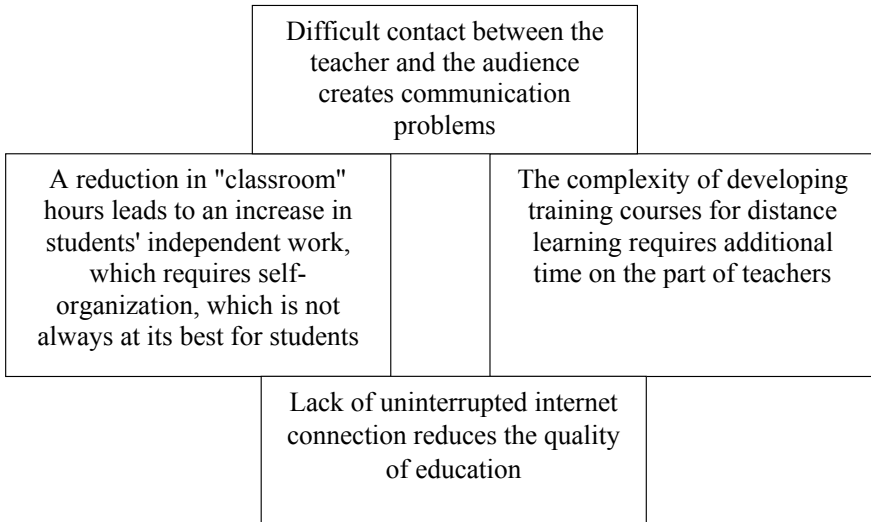 Difficult contact between the
teacher and the audience
creates communication
problems
A reduction in "classroom"
hours leads to an increase in
students' independent work,
which requires self-
organization, which is not
always at its best for students
The complexity of developing
training courses for distance
learning requires additional
time on the part of teachers
Lack of uninterrupted internet
connection reduces the quality
of education